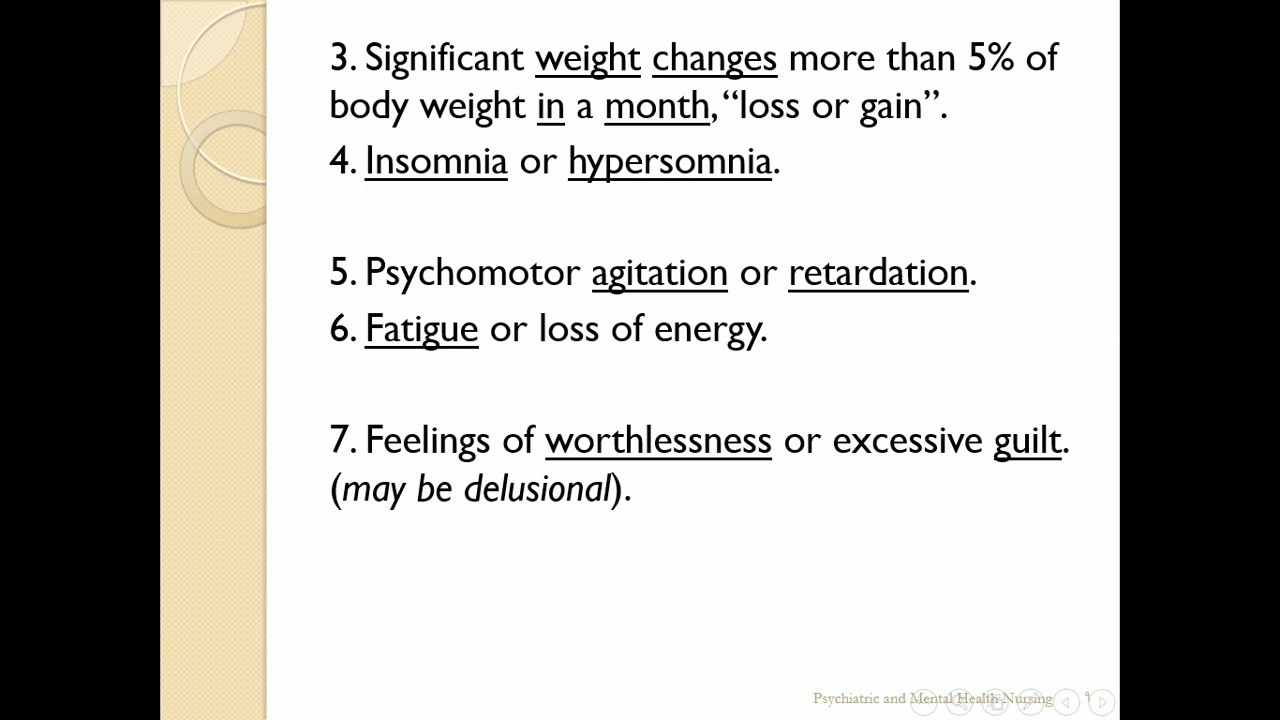 3. Significant weight changes more than 5% of
body weight in a month, “loss or gain”.
4. Insomnia or hypersomnia.
5. Psychomotor agitation or retardation.
6. Fatigue or loss of energy.
7. Feelings of worthlessness or excessive guilt.
(may be delusional).
Psychiatric and Mental Health Nursing ٩